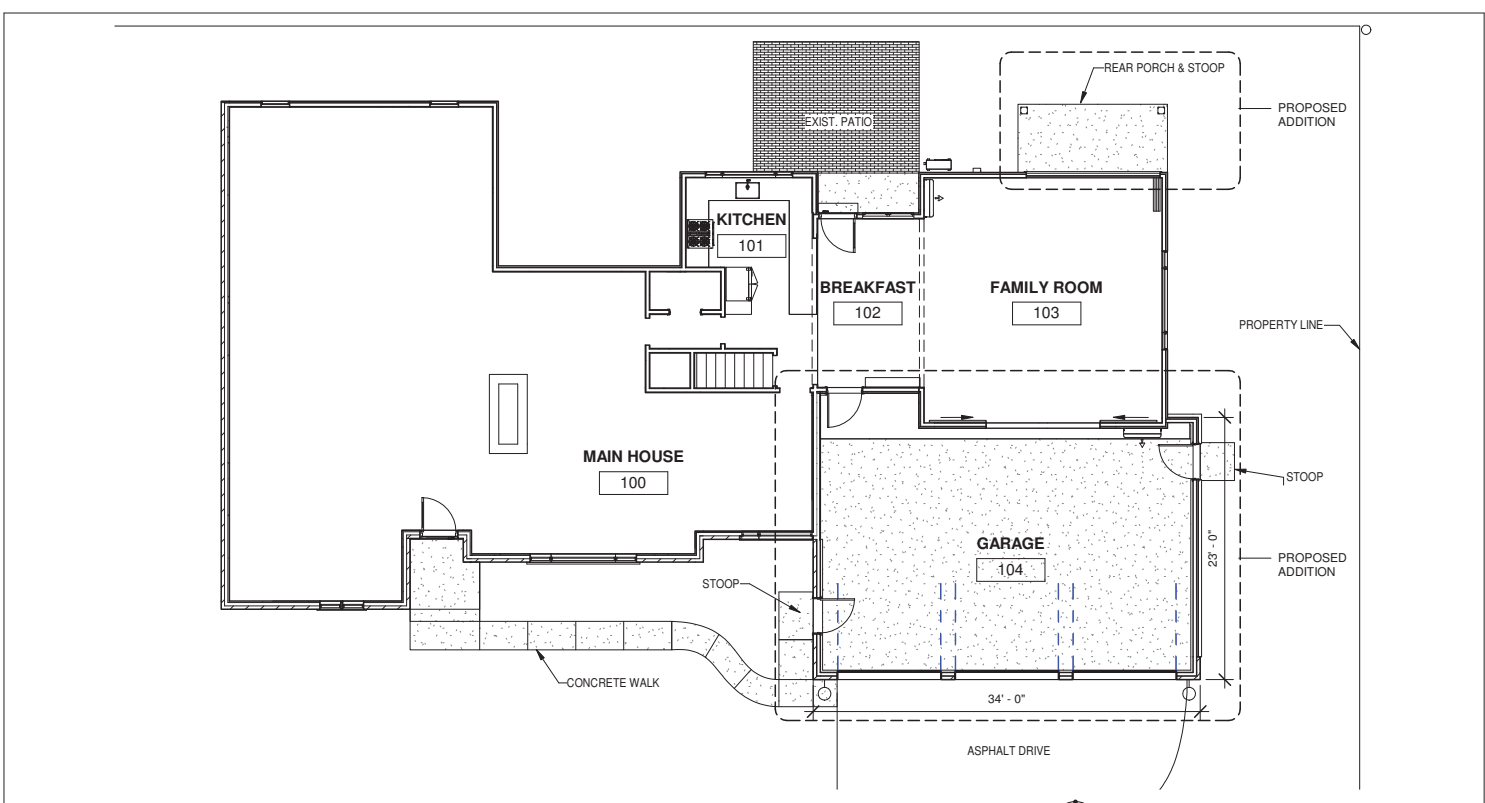 REAR PORCH & STOOP
PROPOSED
ADDITION
EXIST. PATIO
KITCHEN
101
BREAKFAST
102
FAMILY ROOM
103
PROPERTY LINE
MAIN HOUSE
100
STOOP
GARAGE
104
23' - 0"
PROPOSED
ADDITION
STOOP
CONCRETE WALK
34' - 0"
ASPHALT DRIVE